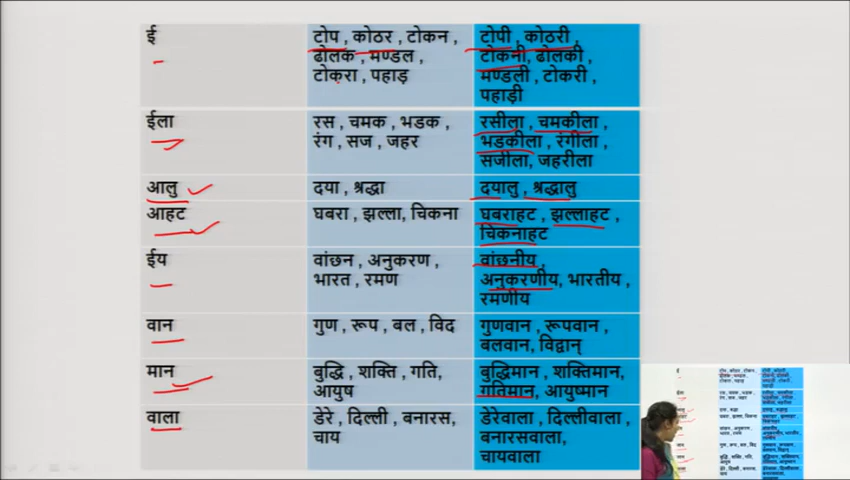 ई
टोप , कोठर , टोकन ,
ढोलक , मण्डल ,
टोकरा , पहाड़
टोपी , कोठरी ,
टोकनी, ढोलकी ,
मण्डली , टोकरी ,
पहाड़ी
ईला
रस , चमक , भडक ,
रंग , सज , जहर
रसीला , चमकीला ,
भडकीला , रंगीला ,
सजीला, जहरीला
आलु
दया , श्रद्धा
दयालु , श्रद्धालु
आहट
घबरा , झल्ला, चिकना
घबराहट , झल्लाहट ,
चिकनाहट
ईय
वांछन , अनुकरण ,
भारत , रमण
वांछनीय ,
अनुकरणीय, भारतीय ,
रमणीय
वान
गुण , रूप , बल , विद
गुणवान , रूपवान ,
बलवान , विद्वान्
मान
बुद्धि , शक्ति , गति,
आयुष
बुद्धिमान , शक्तिमान,
गतिमान , आयुष्मान
वाला
डेरे , दिल्ली , बनारस,
चाय
डेरेवाला , दिल्लीवाला ,
बनारसवाला,
चायवाला